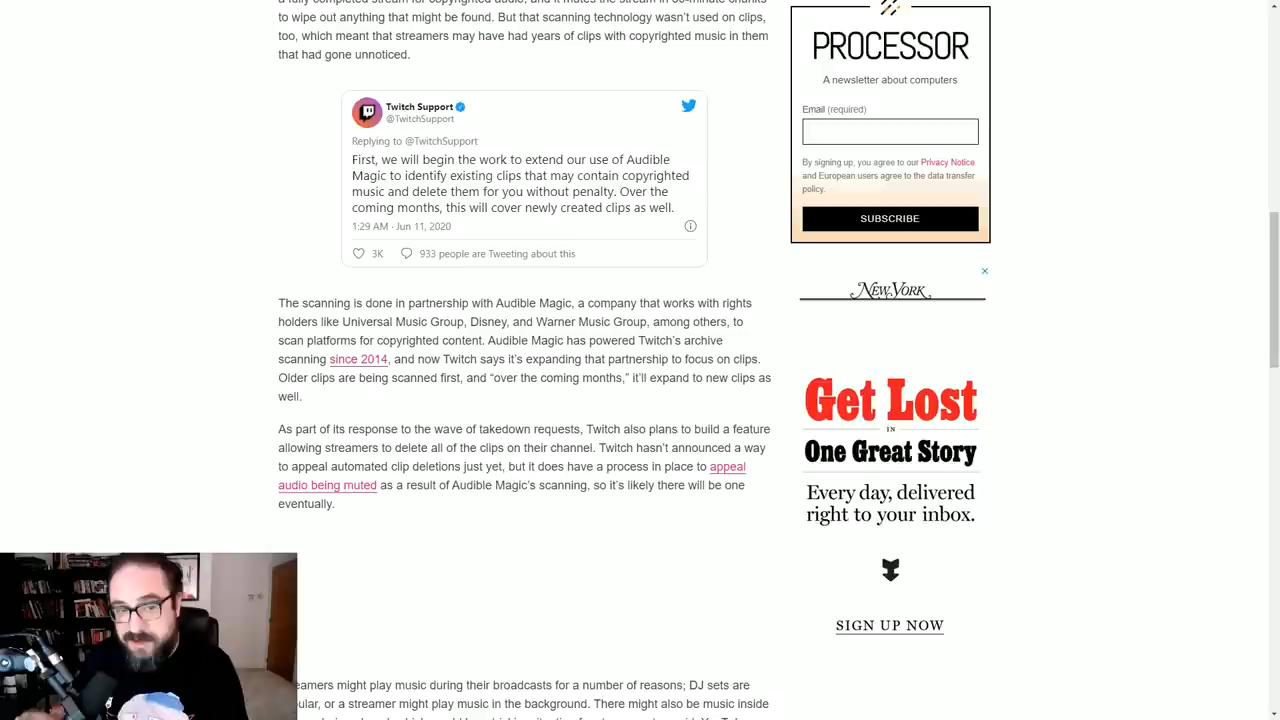 to wipe out anything that might be found. But that scanning technology wasn't used on clips,
too, which meant that streamers may have had years of clips with copyrighted music in them
that had gone unnoticed.
Twitch Support
@TwitchSupport
Replying to @TwitchSupport
First, we will begin the work to extend our use of Audible
Magic to identify existing clips that may contain copyrighted
music and delete them for you without penalty. Over the
coming months, this will cover newly created clips as well.
1:29 AM · Jun 11, 2020
3K 933 people are Tweeting about this
The scanning is done in partnership with Audible Magic, a company that works with rights
holders like Universal Music Group, Disney, and Warner Music Group, among others, to
scan platforms for copyrighted content. Audible Magic has powered Twitch's archive
scanning since 2014, and now Twitch says it's expanding that partnership to focus on clips.
Older clips are being scanned first, and “over the coming months,” it'll expand to new clips as
well.
As part of its response to the wave of takedown requests, Twitch also plans to build a feature
allowing streamers to delete all of the clips on their channel. Twitch hasn't announced a way
to appeal automated clip deletions just yet, but it does have a process in place to appeal
audio being muted as a result of Audible Magic's scanning, so it's likely there will be one
eventually.
eamers might play music during their broadcasts for a number of reasons; DJ sets are
ular, or a streamer might play music in the background. There might also be music inside
PROCESSOR
A newsletter about computers
Email (required)
By signing up, you agree to our Privacy Notice
and European users agree to the data transfer
policy.
SUBSCRIBE
NEW YORK
Get Lost
IN
One Great Story
Every day, delivered
right to your inbox.
SIGN UP NOW